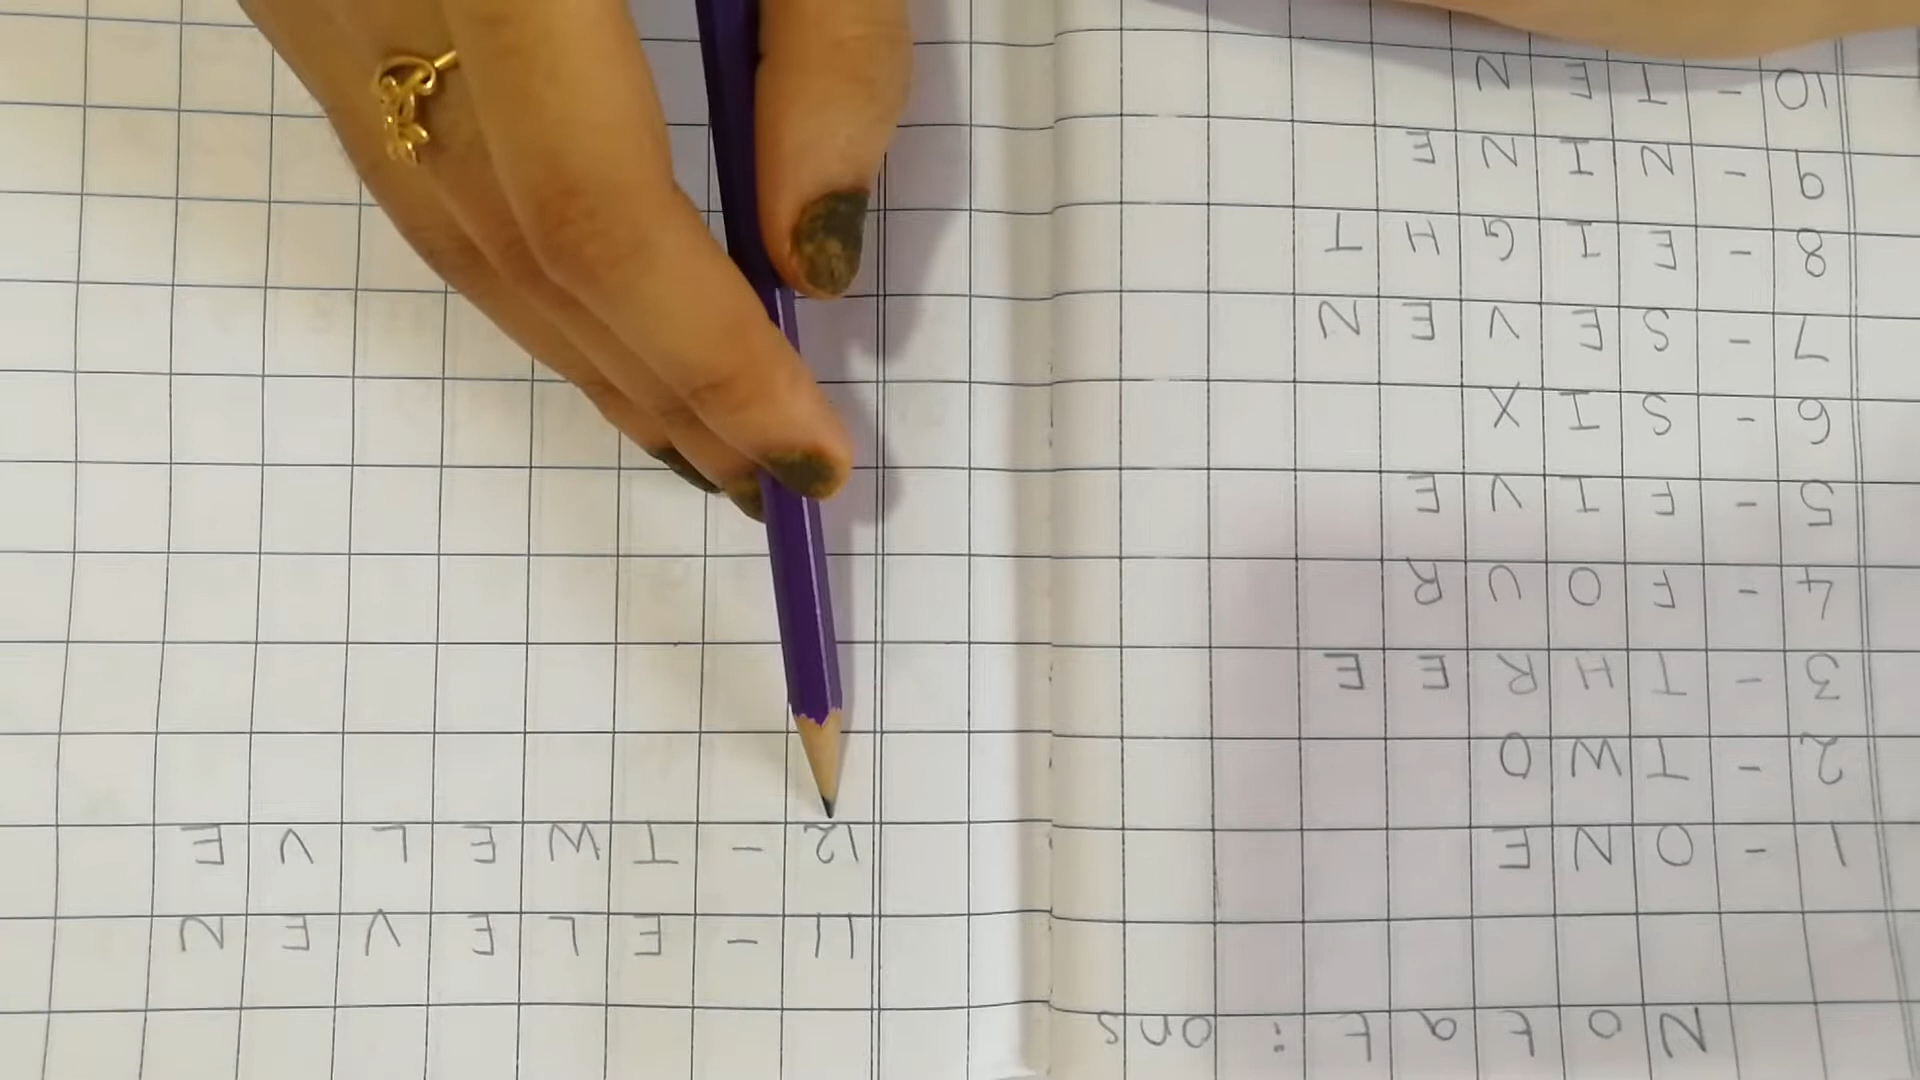 Notations
1 - ONE
2 - TWO
3 - THREE
4 - FOUR
5 - FIVE
6 - SIX
7 - SEVEN
8 - EIGHT
9 - NINE
10 - TEN
11 - ELEVEN
12 - TWELVE